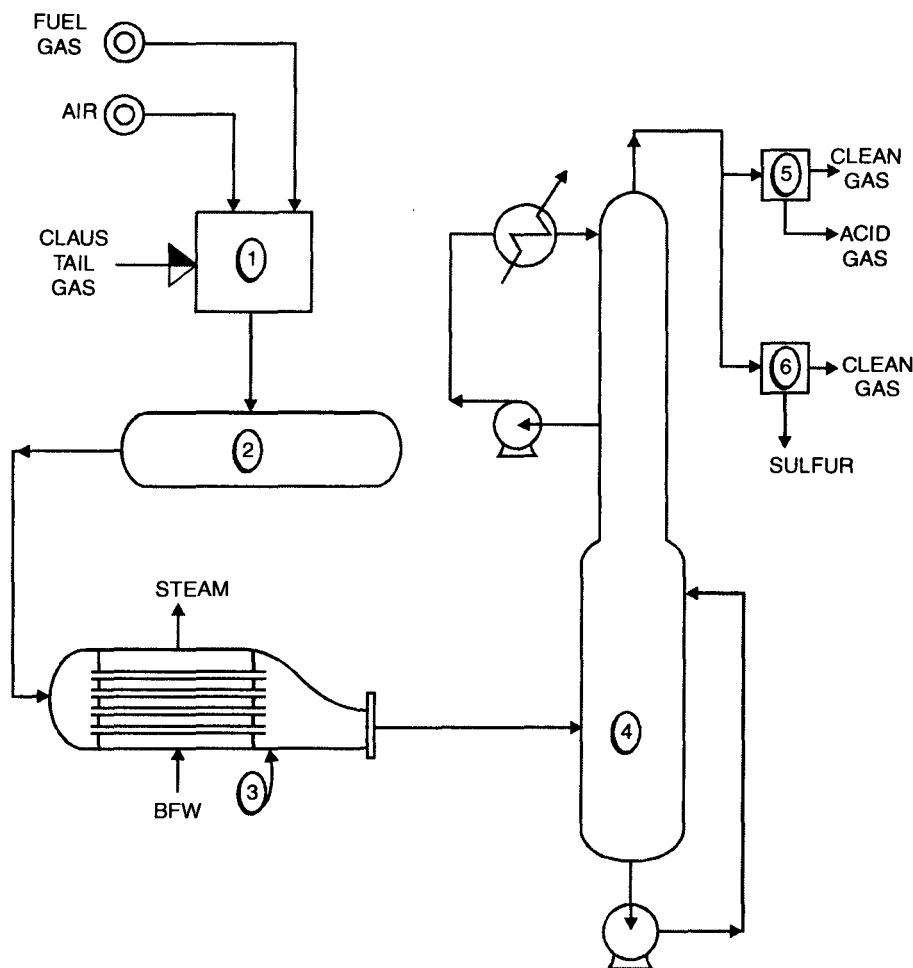 FUEL
GAS
AIR
CLAUS
TAIL
GAS
1
2
STEAM
BFW
3
4
5
CLEAN
GAS
ACID
GAS
6
CLEAN
GAS
SULFUR